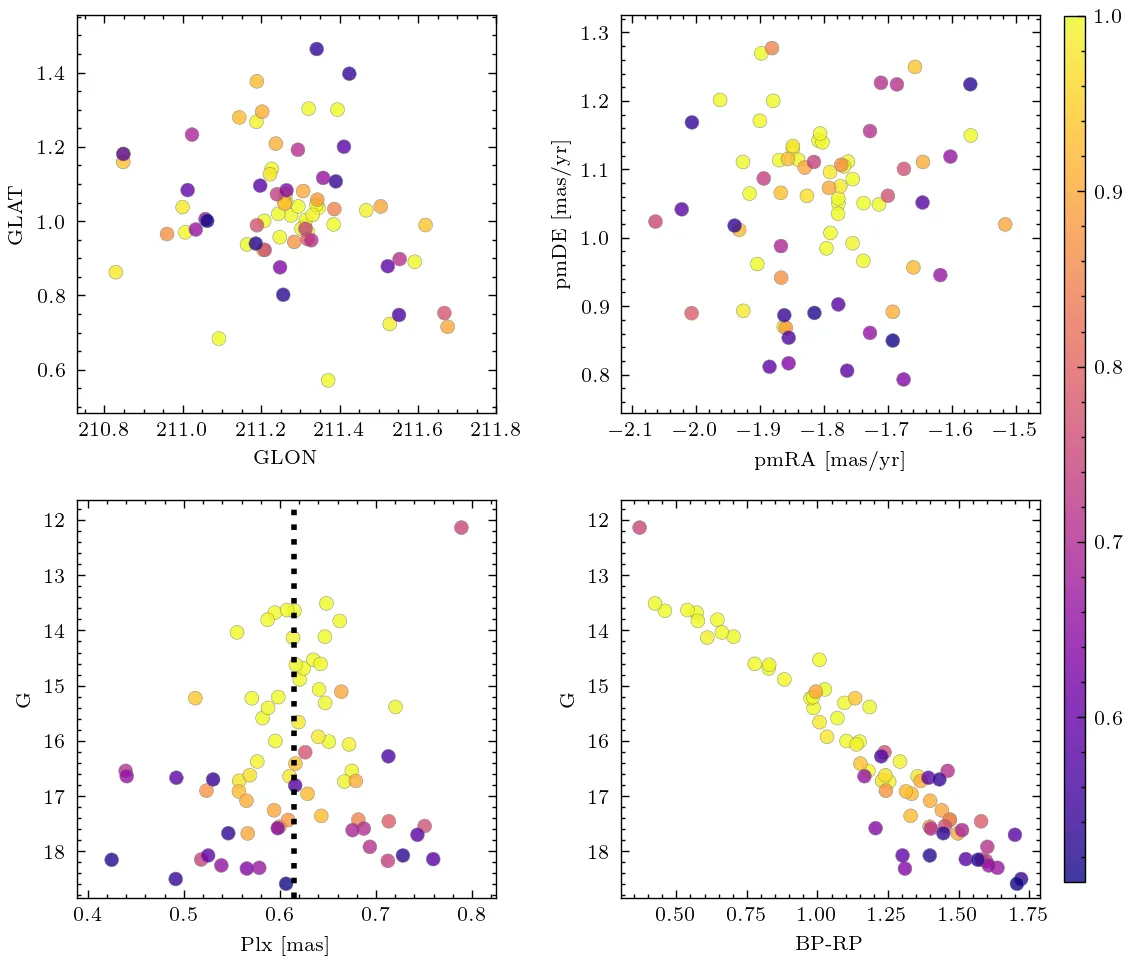 GLAT
1.4
1.2
1.0
0.8
0.6
210.8 211.0 211.2 211.4 211.6 211.8
GLON
pmDE [mas/yr]
1.3
1.2
1.1
1.0
0.9
0.8
−2.1 −2.0 −1.9 −1.8 −1.7 −1.6 −1.5
pmRA [mas/yr]
G
12
13
14
15
16
17
18
0.4 0.5 0.6 0.7 0.8
Plx [mas]
G
12
13
14
15
16
17
18
0.50 0.75 1.00 1.25 1.50 1.75
BP-RP
1.0
0.9
0.8
0.7
0.6